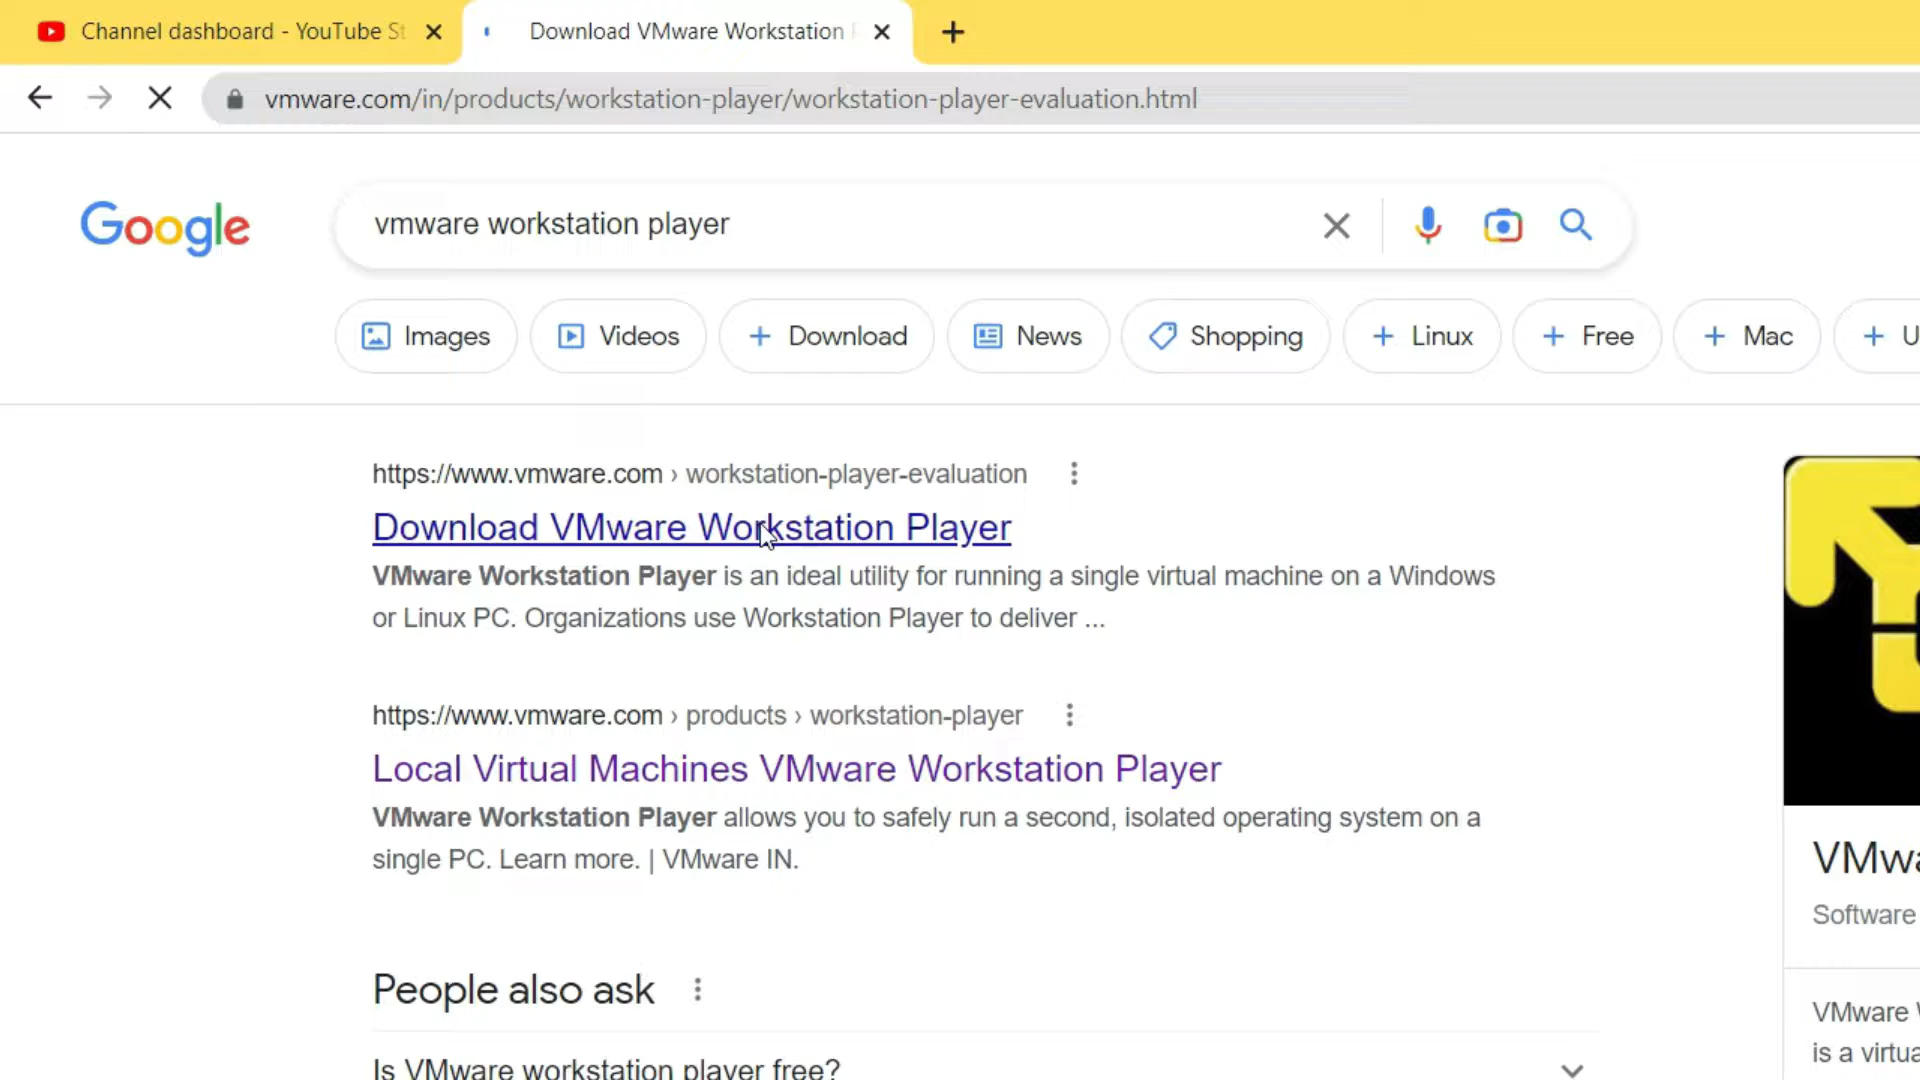 Channel dashboard - YouTube St
Download VMware Workstation
vmware.com/in/products/workstation-player/workstation-player-evaluation.html
Google
vmware workstation player
Images
Videos
+ Download
News
Shopping
+ Linux
+ Free
+ Mac
+ U
https://www.vmware.com › workstation-player-evaluation
Download VMware Workstation Player
VMware Workstation Player is an ideal utility for running a single virtual machine on a Windows
or Linux PC. Organizations use Workstation Player to deliver ...
https://www.vmware.com › products › workstation-player
Local Virtual Machines VMware Workstation Player
VMware Workstation Player allows you to safely run a second, isolated operating system on a
single PC. Learn more. | VMware IN.
People also ask
Is VMware workstation player free?
VMwa
Software
VMware
is a virtua